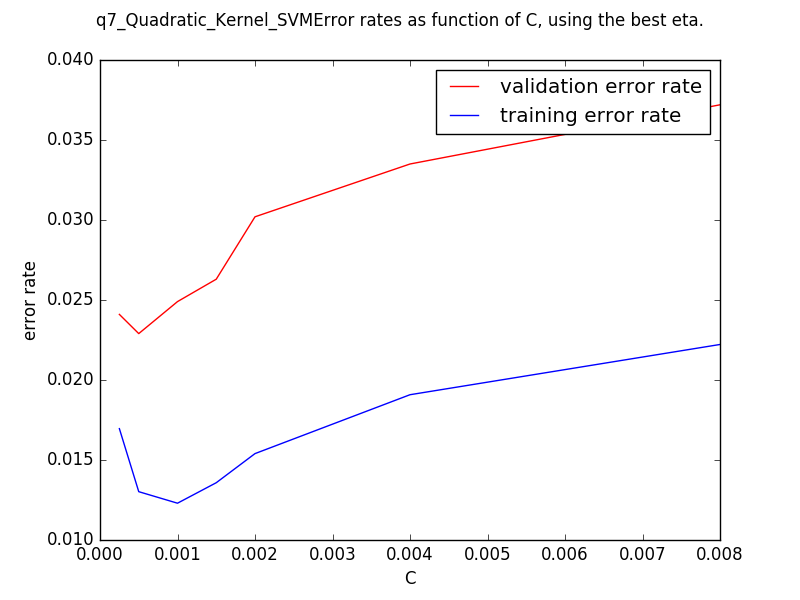 q7_Quadratic_Kernel_SVMError rates as function of C, using the best eta.
validation error rate
training error rate
0.040
0.035
0.030
0.025
0.020
0.015
0.010
error rate
0.000 0.001 0.002 0.003 0.004 0.005 0.006 0.007 0.008
C